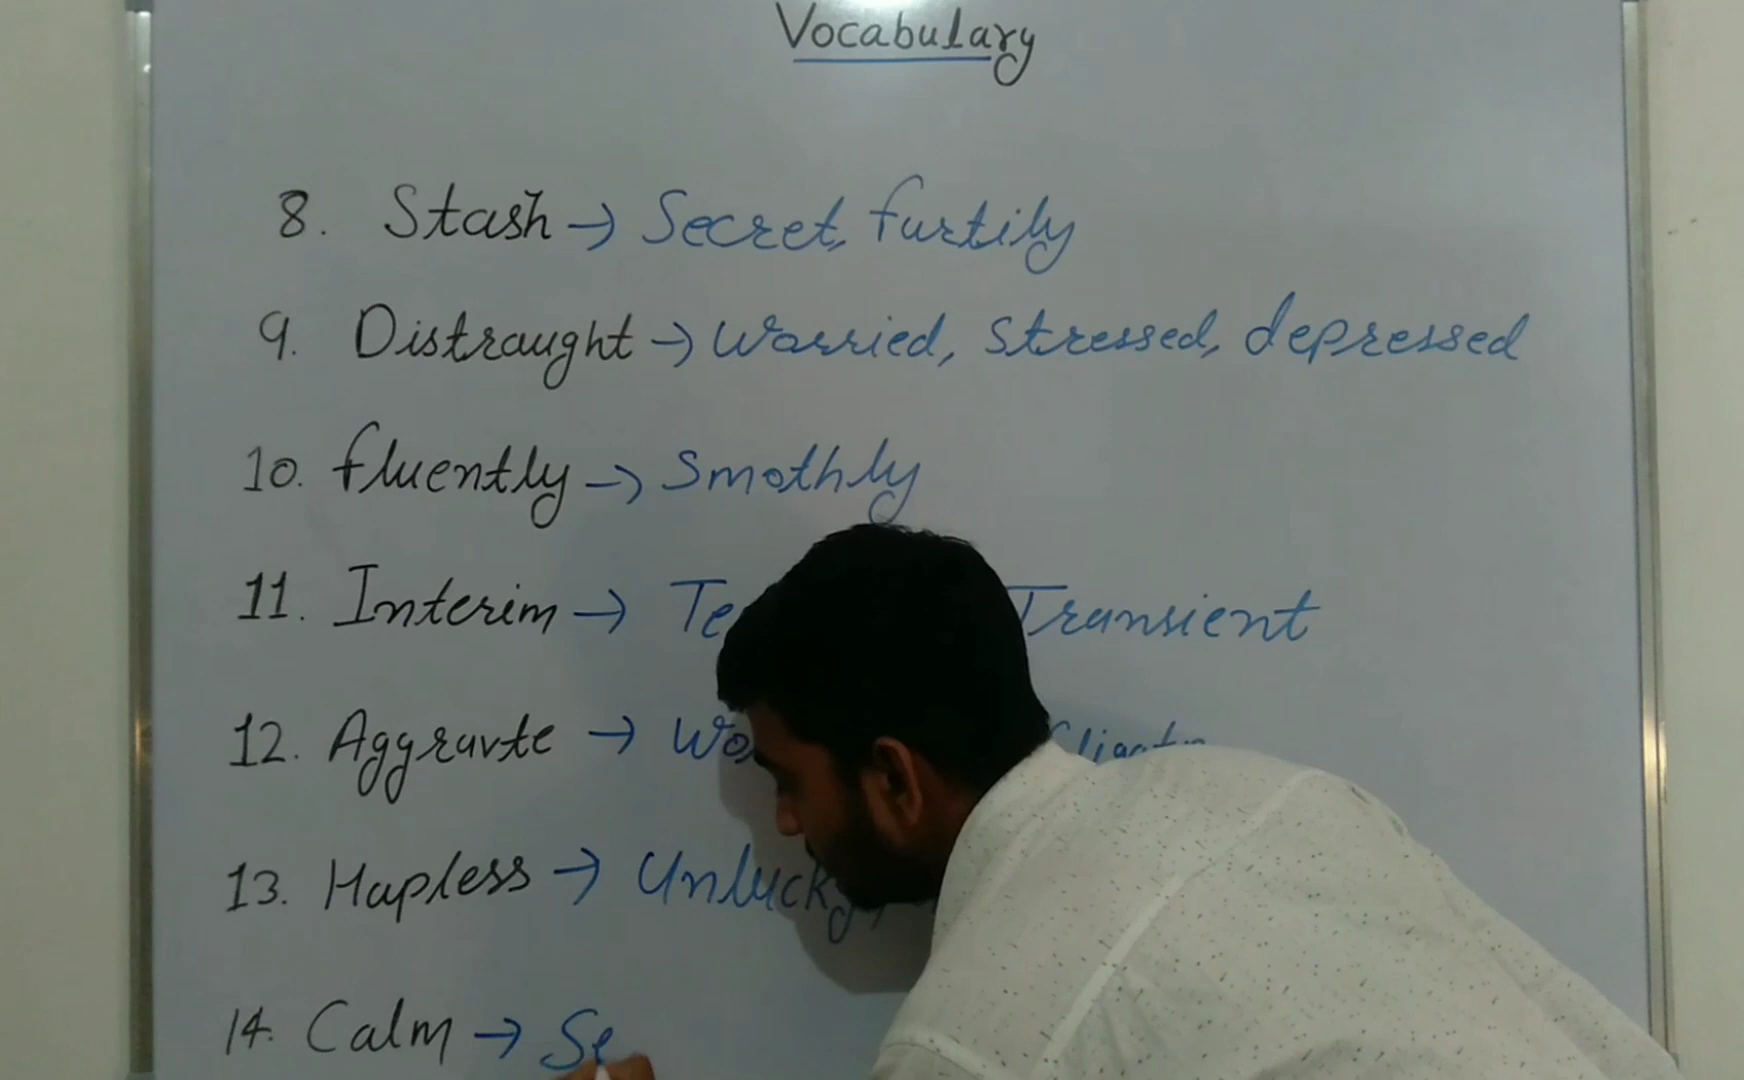 Vocabulary
8. Stash → Secret, furtily
9. Distraught → Worried, Stressed, depressed
10. fluently → Smothly
11. Interim → Te Transient
12. Aggravte → Wo
13. Hapless → Unlucky,
14. Calm → Se